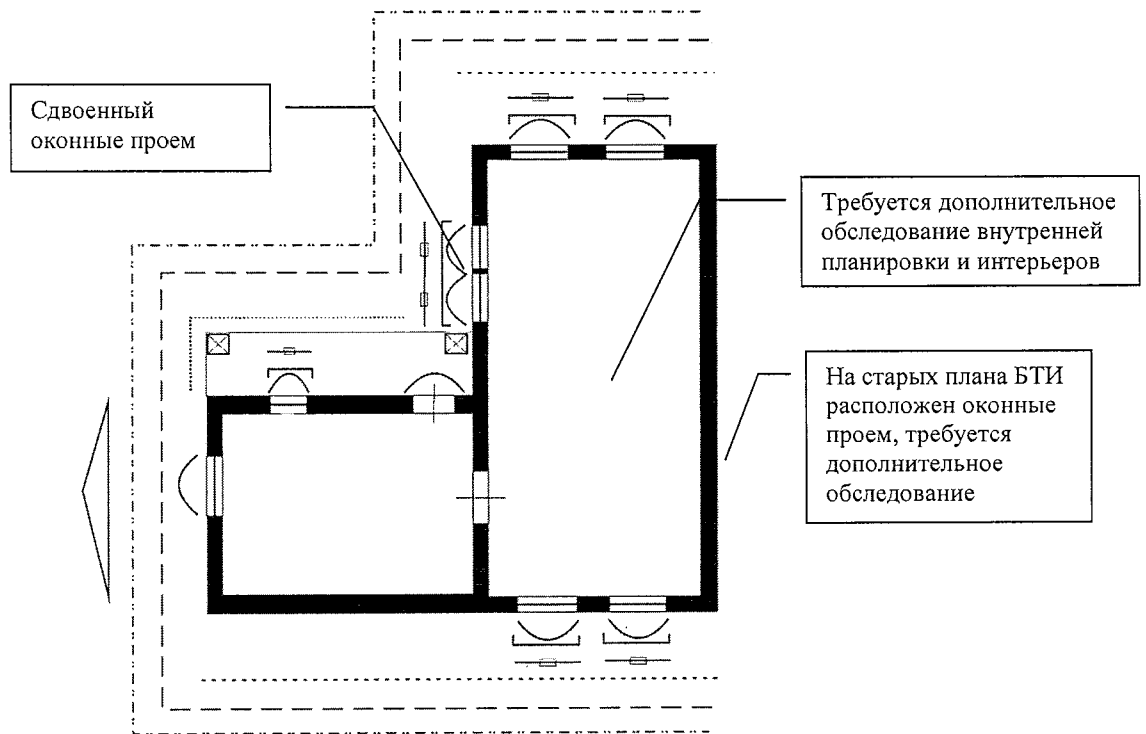 Сдвоенный
оконные проем
Требуется дополнительное
обследование внутренней
планировки и интерьеров
На старых плана БТИ
расположен оконные
проем, требуется
дополнительное
обследование